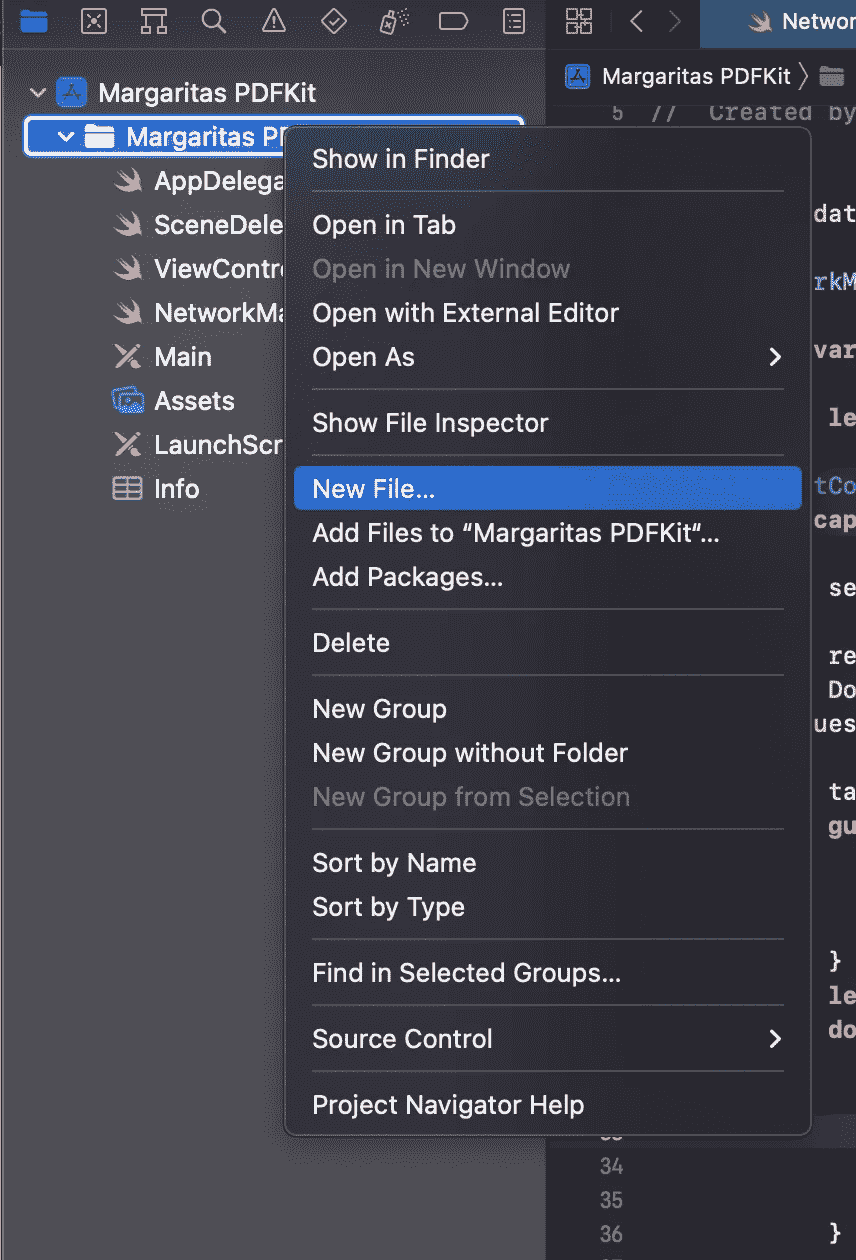 Networ
Margaritas PDFKit
Margaritas PDFKit
5 // Created by
Margaritas PD
AppDelega
SceneDele
ViewContr
NetworkMa
Main
Assets
LaunchScr
Info
Show in Finder
Open in Tab
Open in New Window
Open with External Editor
Open As
Show File Inspector
New File...
Add Files to “Margaritas PDFKit“...
Add Packages...
Delete
New Group
New Group without Folder
New Group from Selection
Sort by Name
Sort by Type
Find in Selected Groups...
Source Control
Project Navigator Help
dat
rkM
var
le
tCo
cap
se
re
Do
ues
ta
gu
}
le
do
34
35
36 }